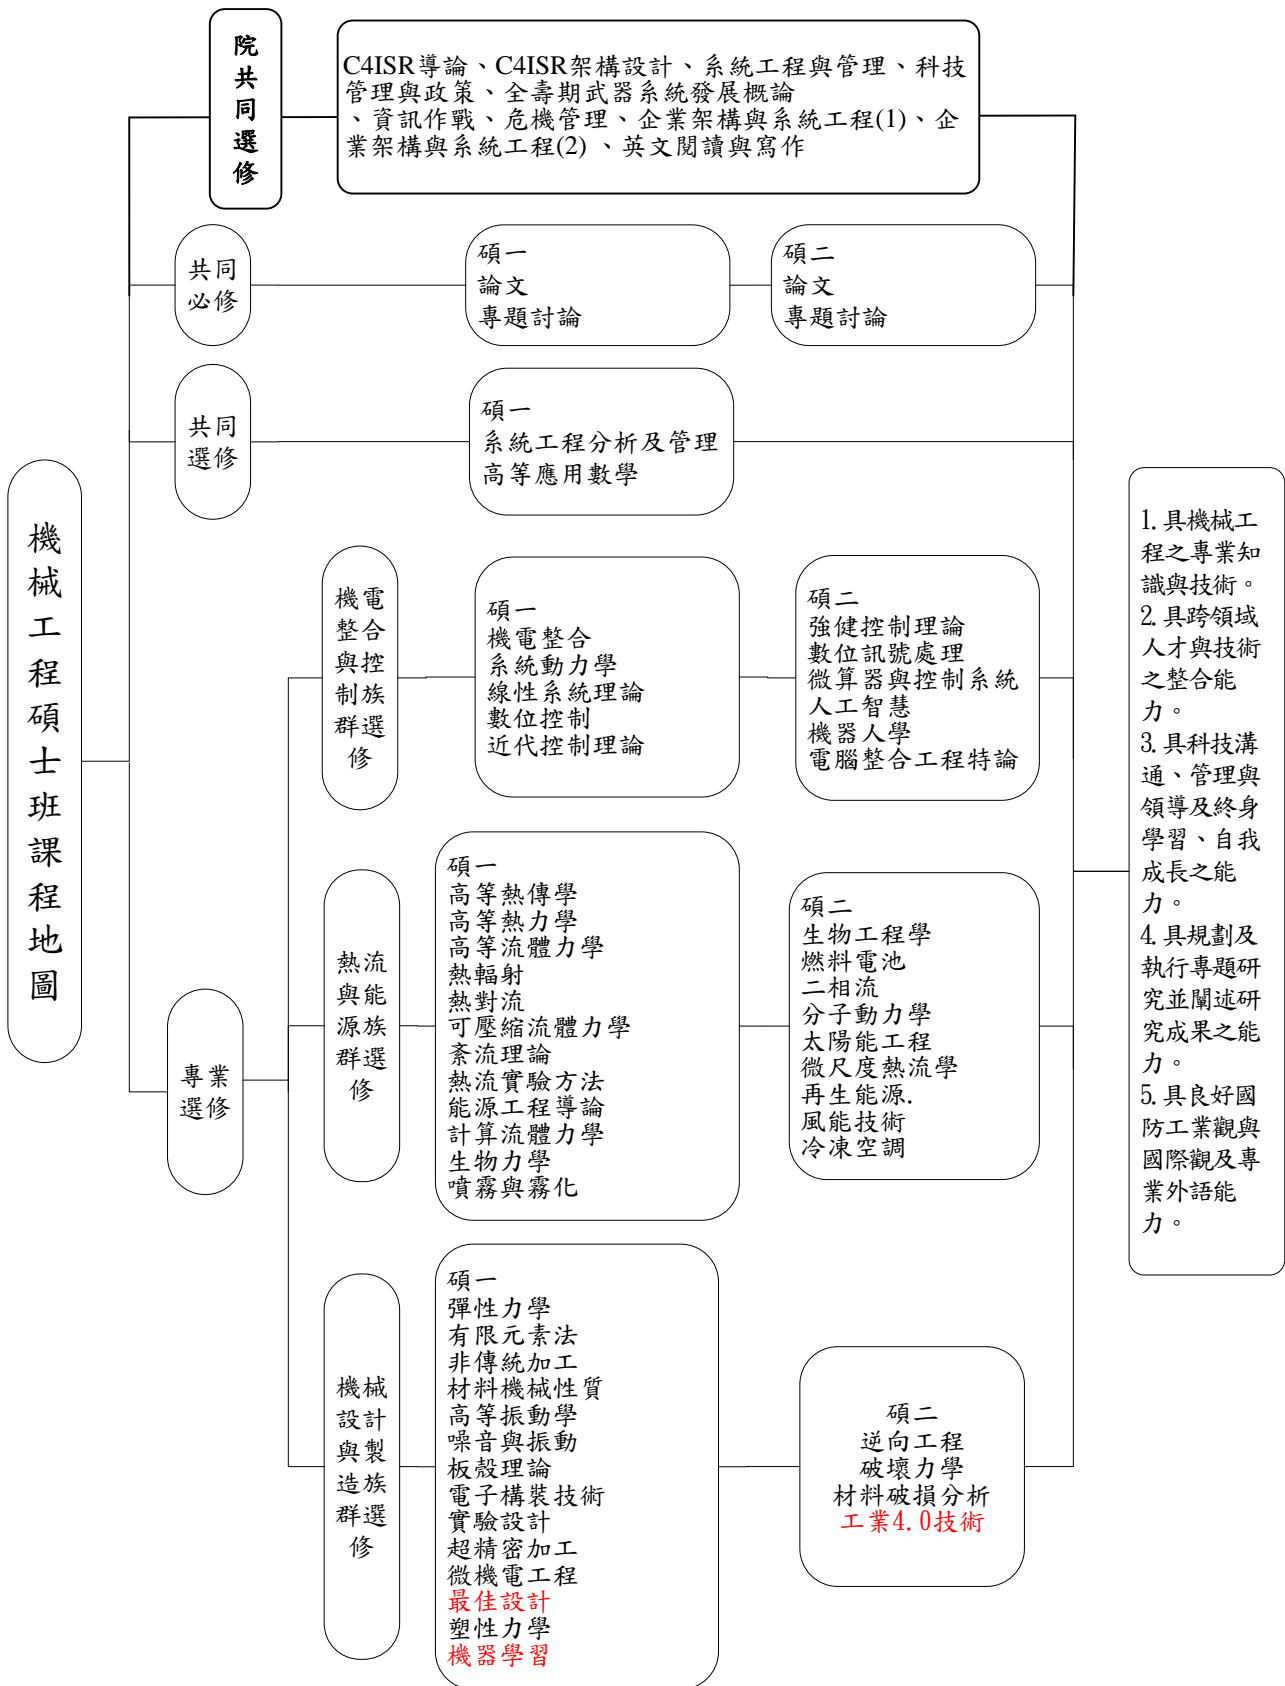 院
共
同
選
修
C4ISR導論、C4ISR架構設計、系統工程與管理、科技
管理與政策、全壽期武器系統發展概論
、資訊作戰、危機管理、企業架構與系統工程(1)、企
業架構與系統工程(2) 、英文閱讀與寫作
共同
必修
碩一
論文
專題討論
碩二
論文
專題討論
共同
選修
碩一
系統工程分析及管理
高等應用數學
機
械
工
程
碩
士
班
課
程
地
圖
專業
選修
機電
整合
與控
制族
群選
修
碩一
機電整合
系統動力學
線性系統理論
數位控制
近代控制理論
碩二
強健控制理論
數位訊號處理
微算器與控制系統
人工智慧
機器人學
電腦整合工程特論
熱流
與能
源族
群選
修
碩一
高等熱傳學
高等熱力學
高等流體力學
熱輻射
熱對流
可壓縮流體力學
紊流理論
熱流實驗方法
能源工程導論
計算流體力學
生物力學
噴霧與霧化
碩二
生物工程學
燃料電池
二相流
分子動力學
太陽能工程
微尺度熱流學
再生能源.
風能技術
冷凍空調
機械
設計
與製
造族
群選
修
碩一
彈性力學
有限元素法
非傳統加工
材料機械性質
高等振動學
噪音與振動
板殼理論
電子構裝技術
實驗設計
超精密加工
微機電工程
最佳設計
塑性力學
機器學習
碩二
逆向工程
破壞力學
材料破損分析
工業4.0技術
1.具機械工
程之專業知
識與技術。
2.具跨領域
人才與技術
之整合能
力。
3.具科技溝
通、管理與
領導及終身
學習、自我
成長之能
力。
4.具規劃及
執行專題研
究並闡述研
究成果之能
力。
5.具良好國
防工業觀與
國際觀及專
業外語能
力。